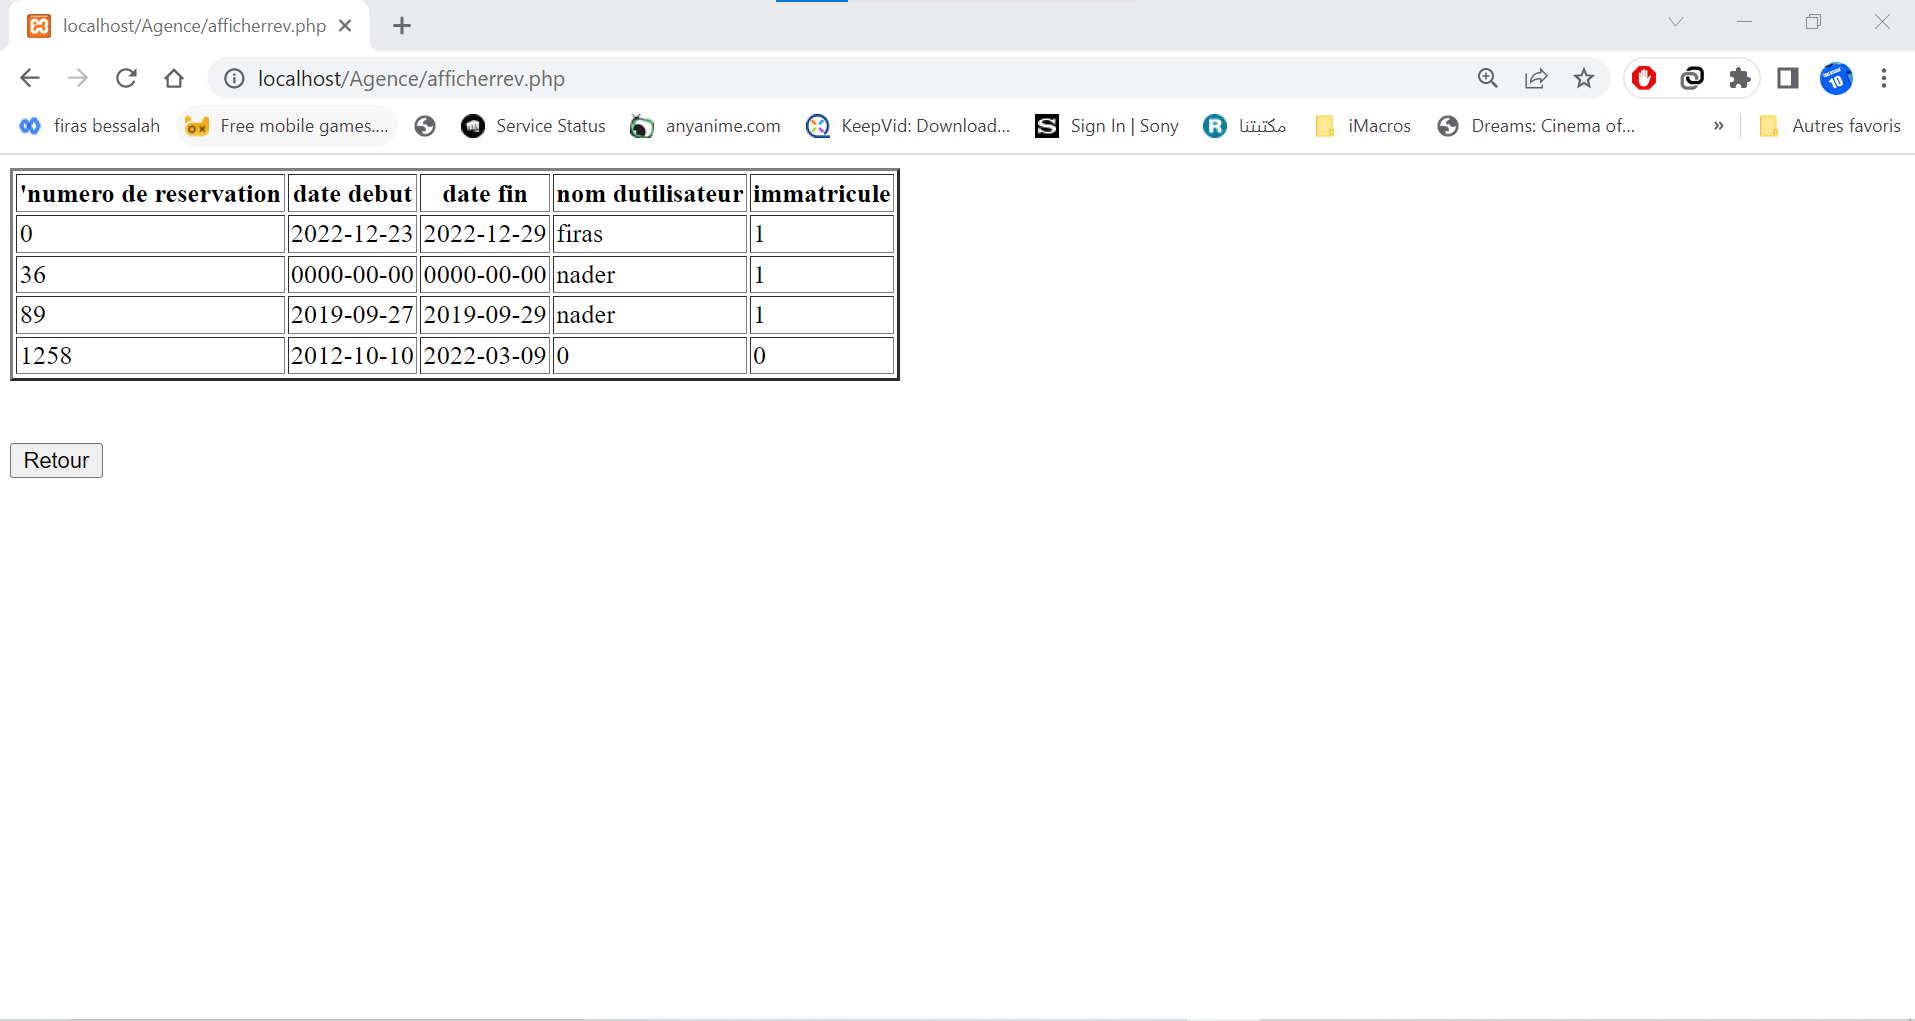 localhost/Agence/afficherrev.php
localhost/Agence/afficherrev.php
10
firas bessalah Free mobile games.... Service Status anyanime.com KeepVid: Download... S Sign In | Sony R مكتبتنا iMacros Dreams: Cinema of... » Autres favoris
'numero de reservation date debut date fin nom dutilisateur immatricule
0 2022-12-23 2022-12-29 firas 1
36 0000-00-00 0000-00-00 nader 1
89 2019-09-27 2019-09-29 nader 1
1258 2012-10-10 2022-03-09 0 0
Retour